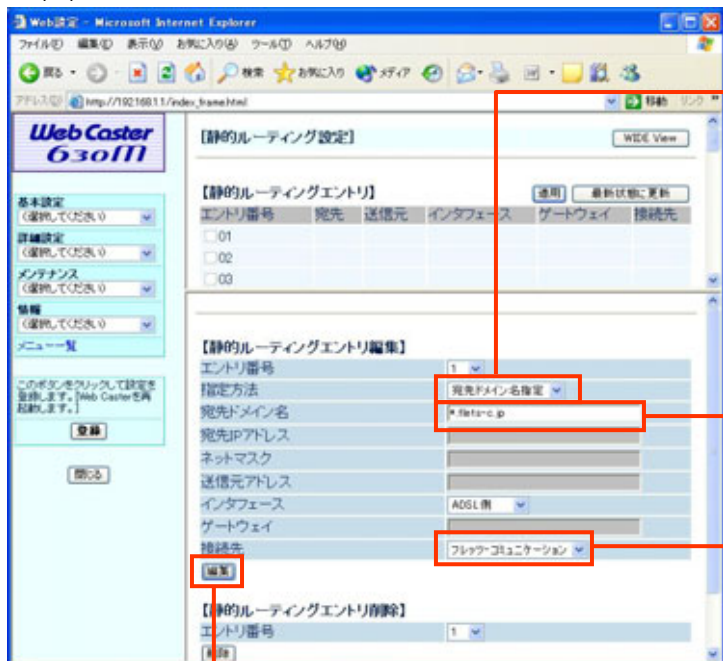 Web設定 - Microsoft Internet Explorer
ファイル(F) 編集(E) 表示(V) お気に入り(A) ツール(T) ヘルプ(H)
戻る 検索 お気に入り メディア
アドレス(D) http://192.168.1.1/index_frame.html 移動 リンク
Web Caster
630M
基本設定
(選択してください)
詳細設定
(選択してください)
メンテナンス
(選択してください)
情報
(選択してください)
メニュー一覧
このボタンをクリックして設定を
登録します。[Web Casterを再
起動します。]
登録
閉じる
【静的ルーティング設定】 WIDE View
【静的ルーティングエントリ】 適用 最新状態に更新
エントリ番号 宛先 送信元 インタフェース ゲートウェイ 接続先
01
02
03
【静的ルーティングエントリ編集】
エントリ番号 1
指定方法 宛先ドメイン名指定
宛先ドメイン名 *.flets-c.jp
宛先IPアドレス
ネットマスク
送信元アドレス
インタフェース ADSL側
ゲートウェイ
接続先 フレッツ・コミュニケーション
編集
【静的ルーティングエントリ削除】
エントリ番号 1
削除